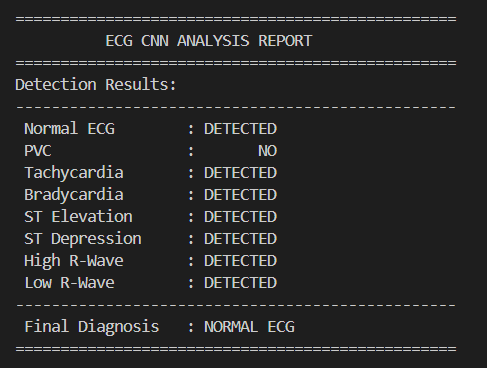 =================================================
ECG CNN ANALYSIS REPORT
=================================================
Detection Results:
-------------------------------------------------
Normal ECG        : DETECTED
PVC               :       NO
Tachycardia       : DETECTED
Bradycardia       : DETECTED
ST Elevation      : DETECTED
ST Depression     : DETECTED
High R-Wave       : DETECTED
Low R-Wave        : DETECTED
-------------------------------------------------
Final Diagnosis   : NORMAL ECG
=================================================